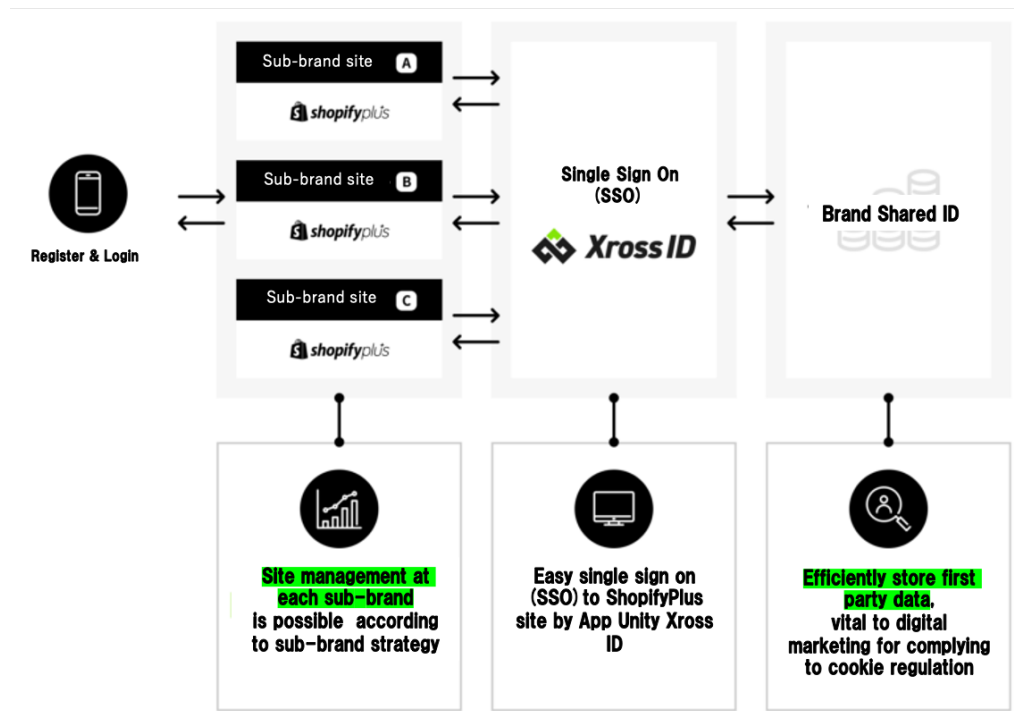 Sub-brand site A
shopifyplus
Sub-brand site B
shopifyplus
Sub-brand site C
shopifyplus
Register & Login
Single Sign On
(SSO)
Xross ID
Brand Shared ID
Site management at
each sub-brand
is possible according
to sub-brand strategy
Easy single sign on
(SSO) to ShopifyPlus
site by App Unity Xross
ID
Efficiently store first
party data,
vital to digital
marketing for complying
to cookie regulation